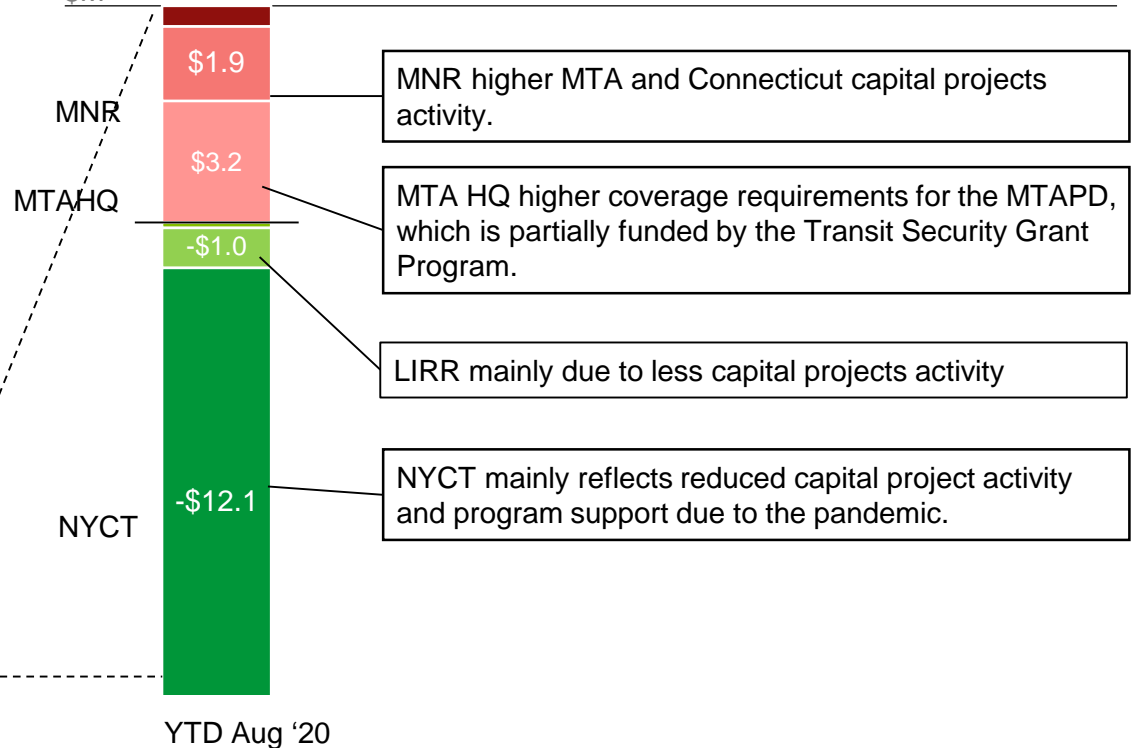 $1.9
MNR higher MTA and Connecticut capital projects
activity.
MNR
$3.2
MTAHQ
MTA HQ higher coverage requirements for the MTAPD,
which is partially funded by the Transit Security Grant
Program.
-$1.0
LIRR mainly due to less capital projects activity
NYCT mainly reflects reduced capital project activity
and program support due to the pandemic.
-$12.1
NYCT
YTD Aug ‘20